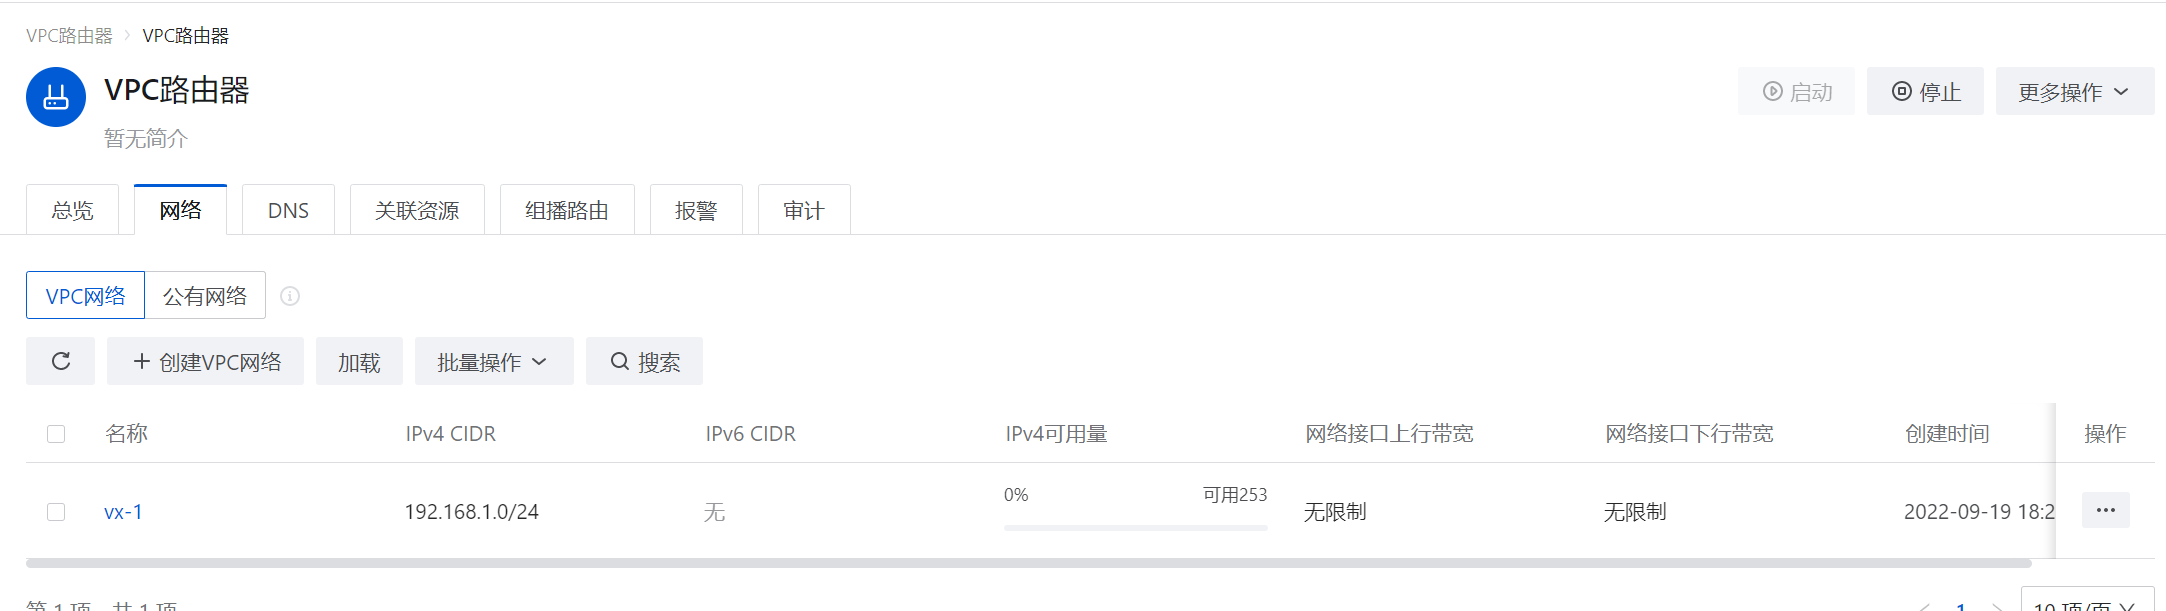 VPC路由器 > VPC路由器
VPC路由器
暂无简介
启动 停止 更多操作
总览 网络 DNS 关联资源 组播路由 报警 审计
VPC网络 公有网络
创建VPC网络 加载 批量操作 搜索
名称 IPv4 CIDR IPv6 CIDR IPv4可用量 网络接口上行带宽 网络接口下行带宽 创建时间 操作
0% 可用253
vx-1 192.168.1.0/24 无 无限制 无限制 2022-09-19 18:2
第 1 项, 共 1 项 1 10 项/页